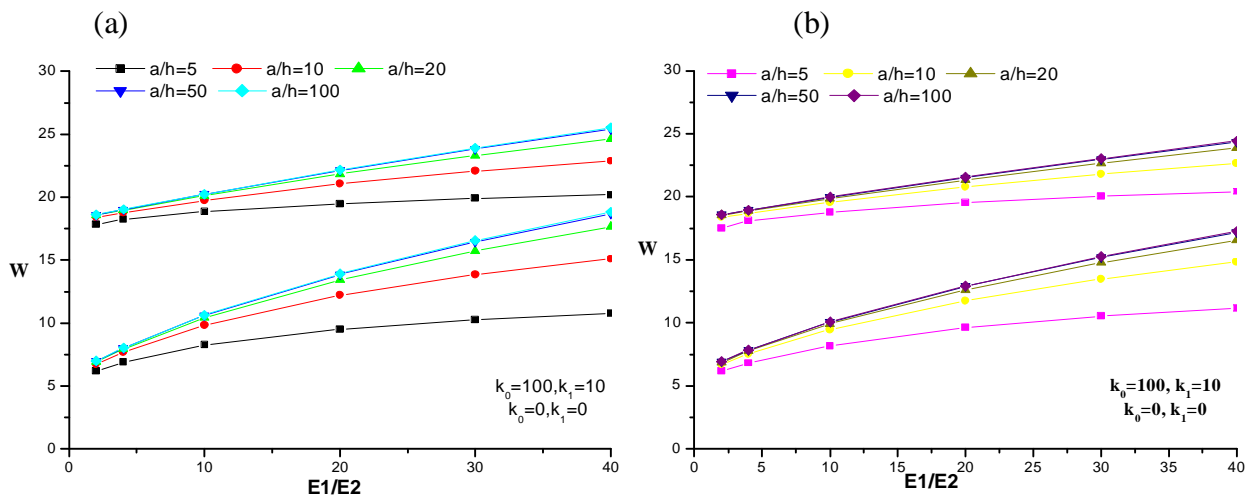 (a)
a/h=5 a/h=10 a/h=20
a/h=50 a/h=100
30
25
20
15
10
5
0
W
k₀=100,k₁=10
k₀=0,k₁=0
0 10 20 30 40
E1/E2
(b)
a/h=5 a/h=10 a/h=20
a/h=50 a/h=100
30
25
20
15
10
5
0
W
k₀=100, k₁=10
k₀=0, k₁=0
0 5 10 15 20 25 30 35 40
E1/E2